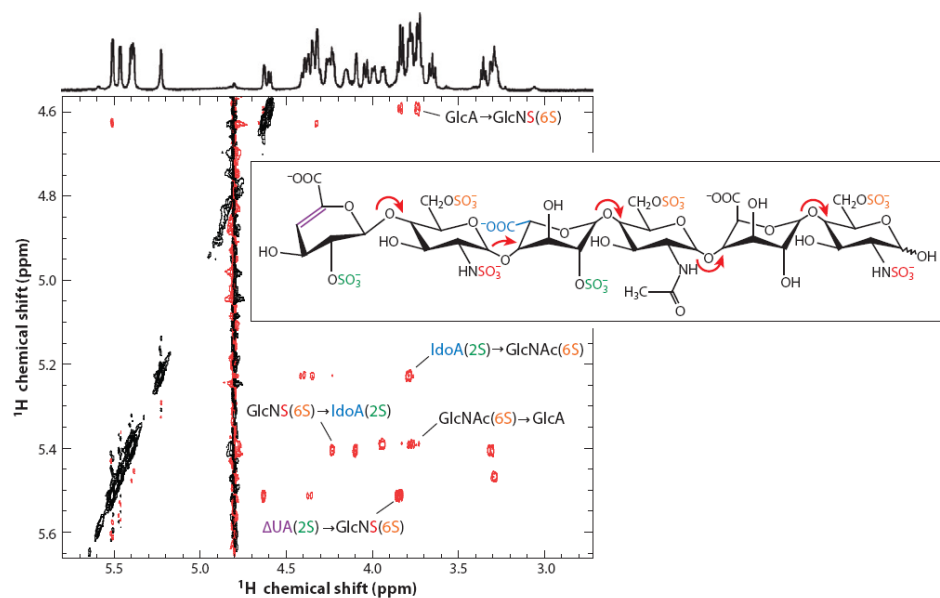 4.6
4.8
5.0
5.2
5.4
5.6
¹H chemical shift (ppm)
5.5
5.0
4.5
4.0
3.5
3.0
¹H chemical shift (ppm)
GlcA→GlcNS(6S)
⁻OOC
O
O
CH₂OSO₃⁻
O
⁻OOC
OH
O
O
CH₂OSO₃⁻
O
⁻OOC
OH
O
O
CH₂OSO₃⁻
O
HO
HO
HO
HO
OH
OSO₃⁻
HNSO₃⁻
O
OSO₃⁻
NH
O
OH
HNSO₃⁻
H₃C
O
IdoA(2S)→GlcNAc(6S)
GlcNS(6S)→IdoA(2S)
GlcNAc(6S)→GlcA
ΔUA(2S)→GlcNS(6S)